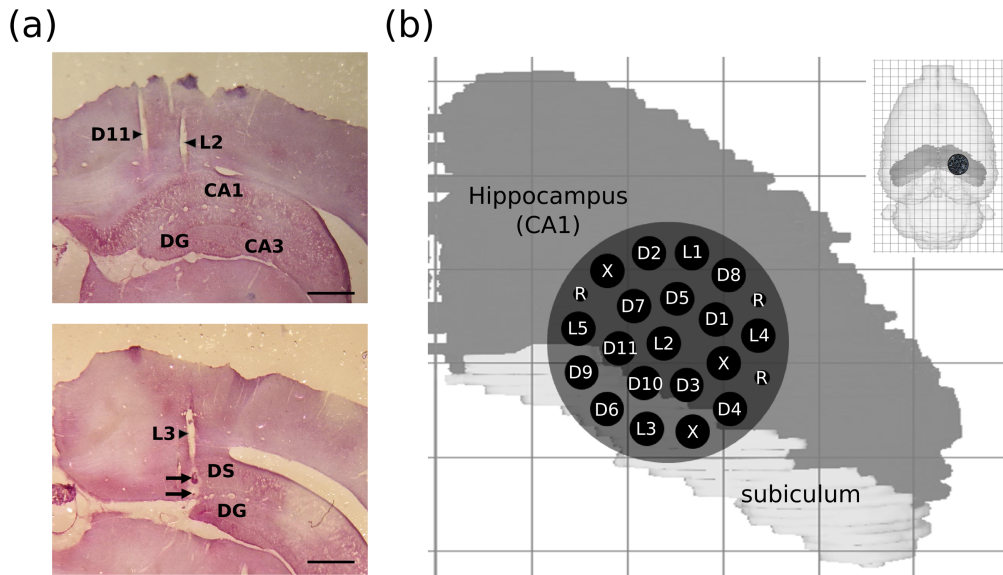 (a)
(b)
D11
L2
CA1
DG
CA3
L3
DS
DG
Hippocampus
(CA1)
D2
L1
X
D8
R
R
D7
D5
D1
L5
L2
L4
D11
X
D9
D10
D3
R
D6
D4
L3
X
subiculum